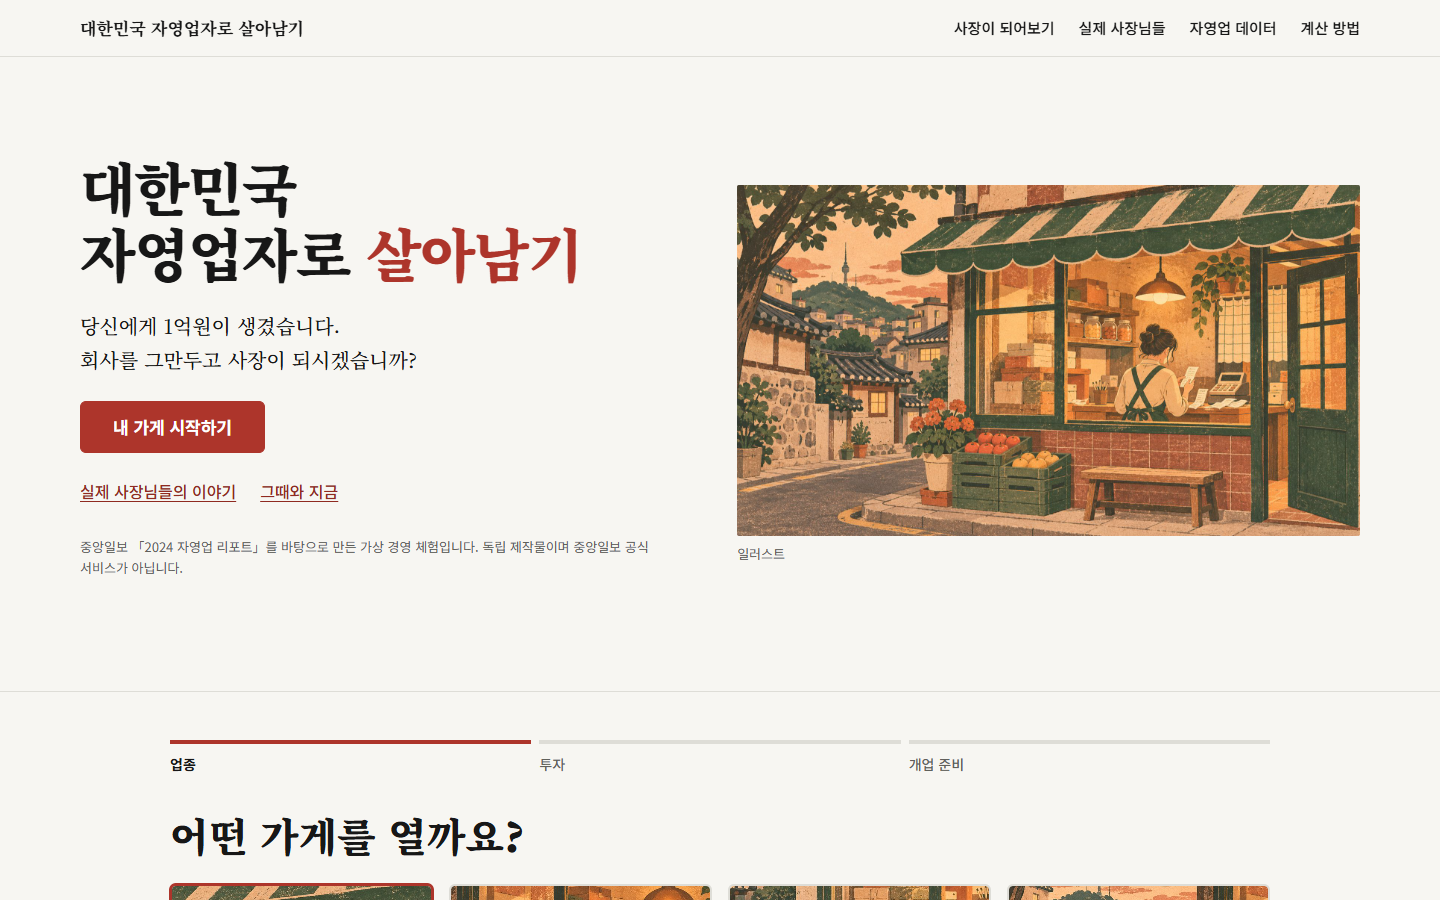 대한민국 자영업자로 살아남기
사장이 되어보기 실제 사장님들 자영업 데이터 계산 방법
대한민국
자영업자로 살아남기
당신에게 1억원이 생겼습니다.
회사를 그만두고 사장이 되시겠습니까?
내 가게 시작하기
실제 사장님들의 이야기 그때와 지금
중앙일보 「2024 자영업 리포트」를 바탕으로 만든 가상 경영 체험입니다. 독립 제작물이며 중앙일보 공식
서비스가 아닙니다.
일러스트
업종
투자
개업 준비
어떤 가게를 열까요?